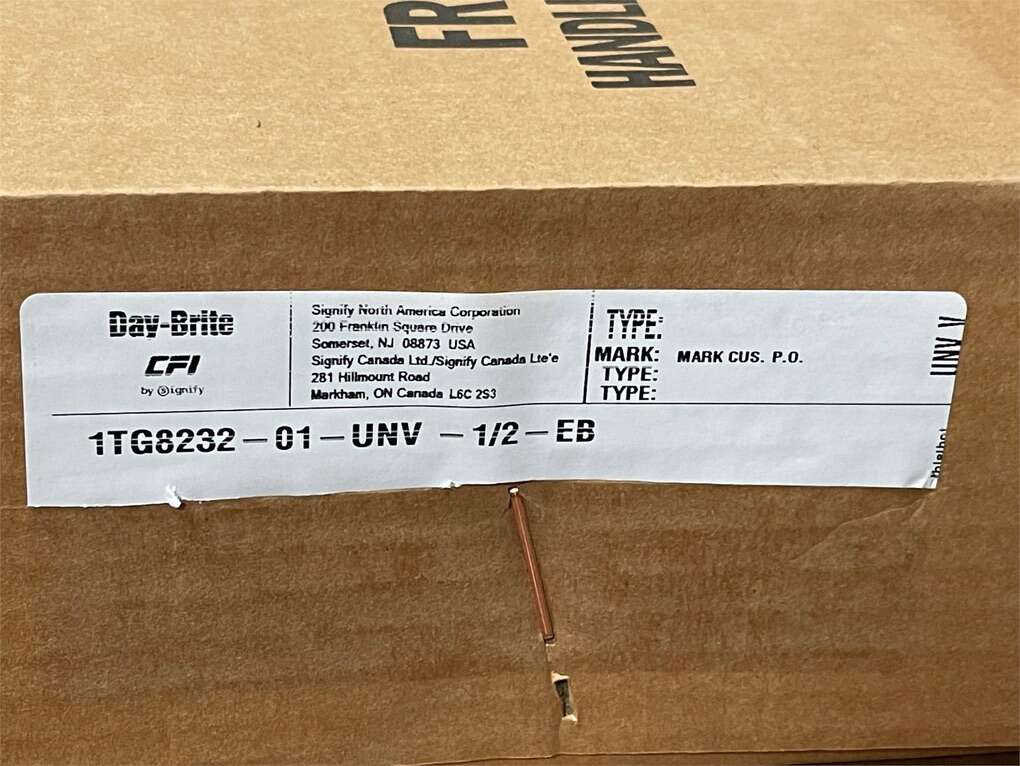 FR
HANDL
Day-Brite
CFI
by Signify
Signify North America Corporation
200 Franklin Square Drive
Somerset, NJ 08873 USA
Signify Canada Ltd./Signify Canada Lte'e
281 Hillmount Road
Markham, ON Canada L6C 2S3
TYPE:
MARK: MARK CUS. P.O.
TYPE:
TYPE:
1TG8232-01-UNV -1/2-EB